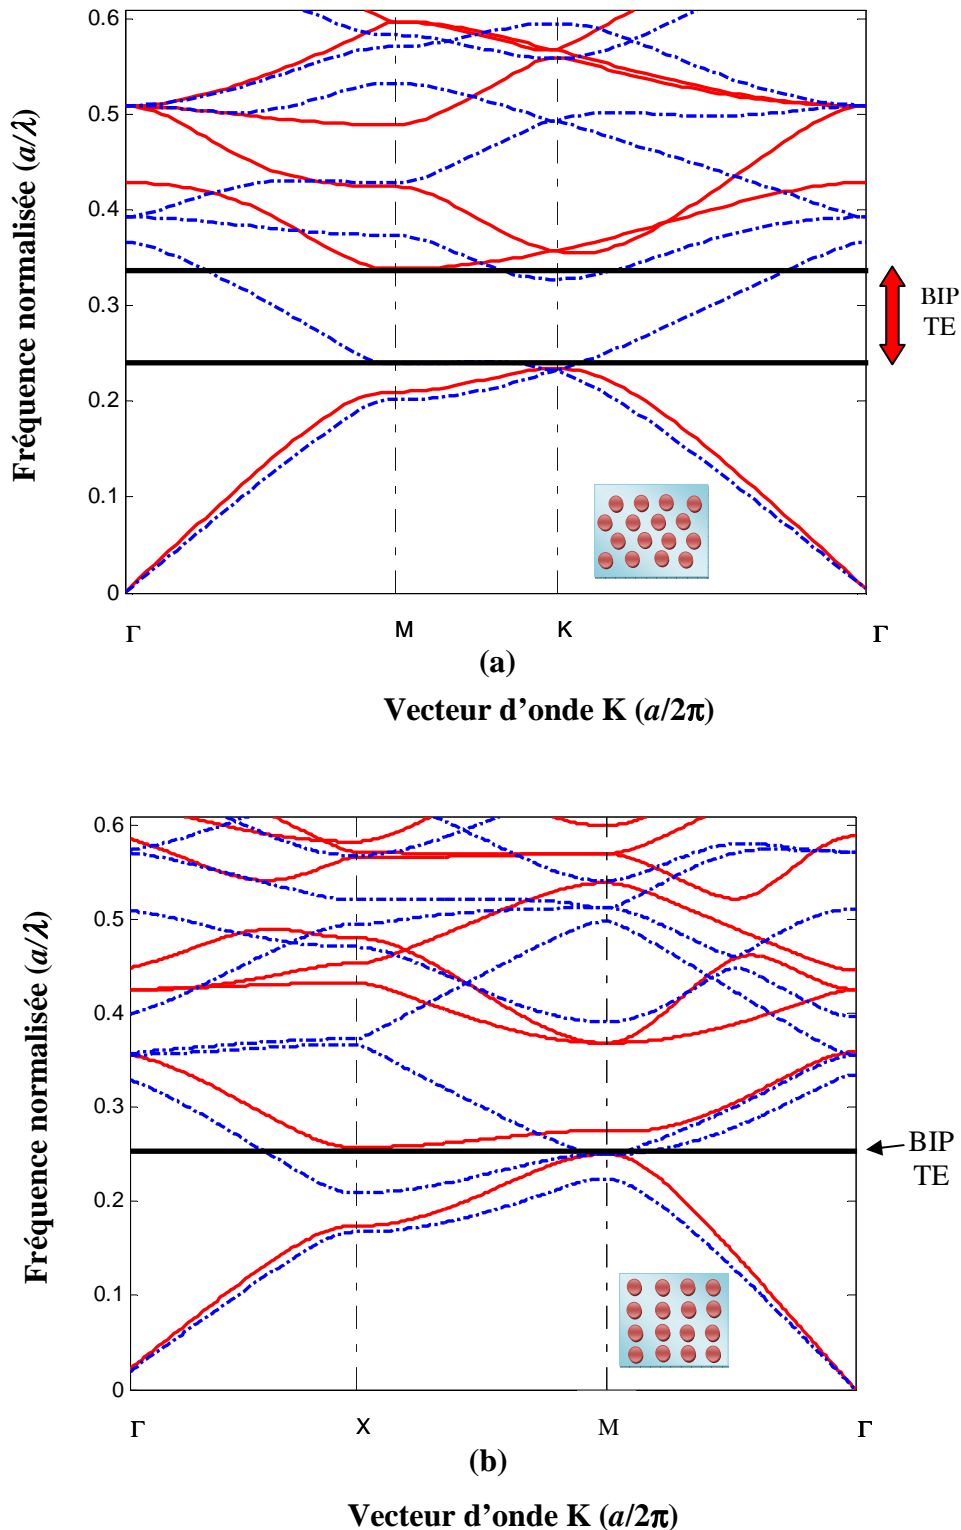 0.6
0.5
0.4
0.3
0.2
0.1
0
Fréquence normalisée (a/λ)
BIP
TE
Γ M K Γ
(a)
Vecteur d'onde K (a/2π)
0.6
0.5
0.4
0.3
0.2
0.1
0
Fréquence normalisée (a/λ)
BIP
TE
Γ X M Γ
(b)
Vecteur d'onde K (a/2π)